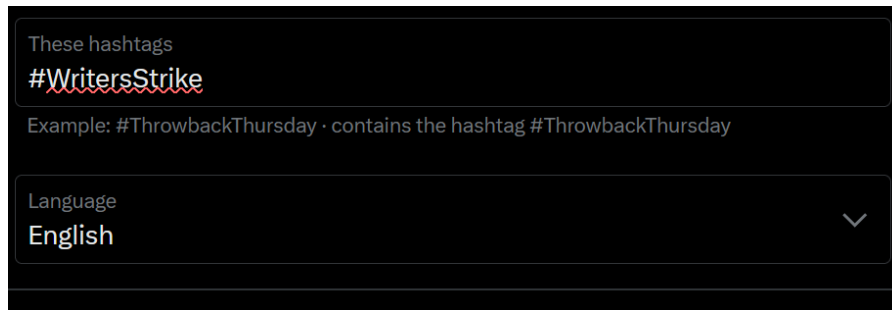 These hashtags
#WritersStrike
Example: #ThrowbackThursday · contains the hashtag #ThrowbackThursday
Language
English